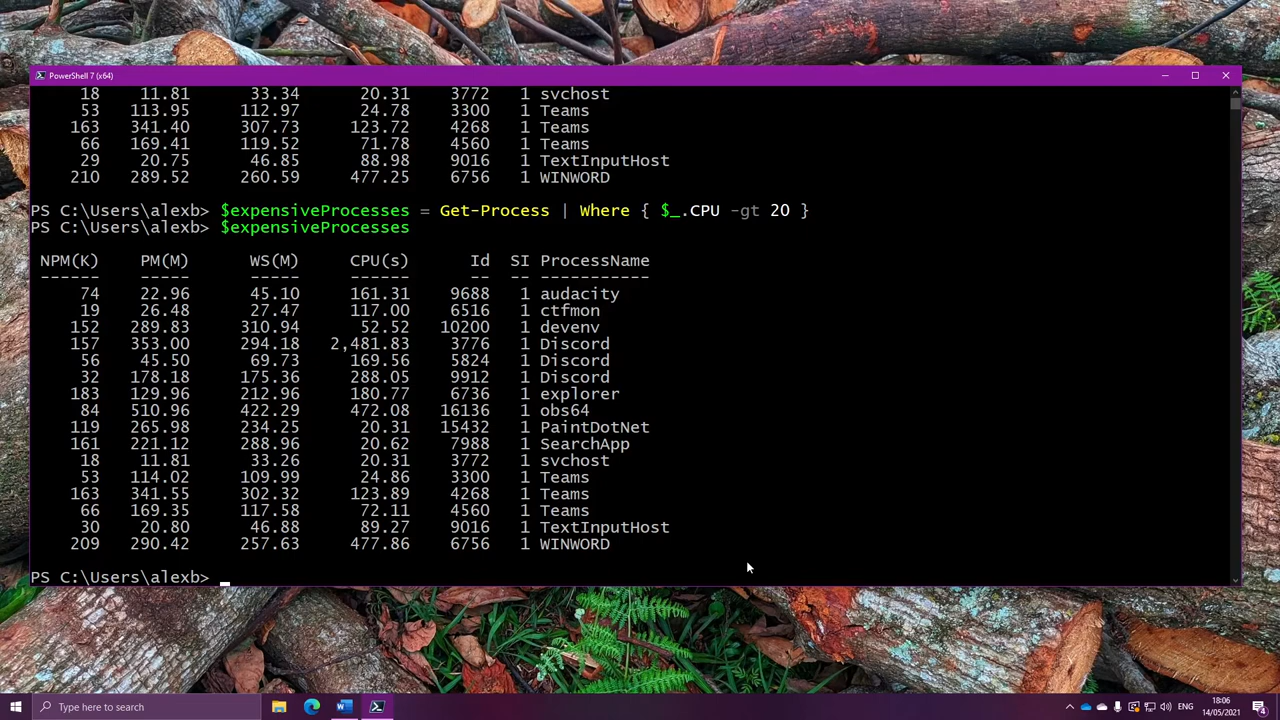 PowerShell 7 (x64)
18 11.81 33.34 20.31 3772 1 svchost
53 113.95 112.97 24.78 3300 1 Teams
163 341.40 307.73 123.72 4268 1 Teams
66 169.41 119.52 71.78 4560 1 Teams
29 20.75 46.85 88.98 9016 1 TextInputHost
210 289.52 260.59 477.25 6756 1 WINWORD
PS C:\Users\alexb> $expensiveProcesses = Get-Process | Where { $_.CPU -gt 20 }
PS C:\Users\alexb> $expensiveProcesses
NPM(K) PM(M) WS(M) CPU(s) Id SI ProcessName
------ ----- ----- ------ -- -- -----------
74 22.96 45.10 161.31 9688 1 audacity
19 26.48 27.47 117.00 6516 1 ctfmon
152 289.83 310.94 52.52 10200 1 devenv
157 353.00 294.18 2,481.83 3776 1 Discord
56 45.50 69.73 169.56 5824 1 Discord
32 178.18 175.36 288.05 9912 1 Discord
183 129.96 212.96 180.77 6736 1 explorer
84 510.96 422.29 472.08 16136 1 obs64
119 265.98 234.25 20.31 15432 1 PaintDotNet
161 221.12 288.96 20.62 7988 1 SearchApp
18 11.81 33.26 20.31 3772 1 svchost
53 114.02 109.99 24.86 3300 1 Teams
163 341.55 302.32 123.89 4268 1 Teams
66 169.35 117.58 72.11 4560 1 Teams
30 20.80 46.88 89.27 9016 1 TextInputHost
209 290.42 257.63 477.86 6756 1 WINWORD
PS C:\Users\alexb>
Type here to search
ENG
18:06
14/05/2021
4